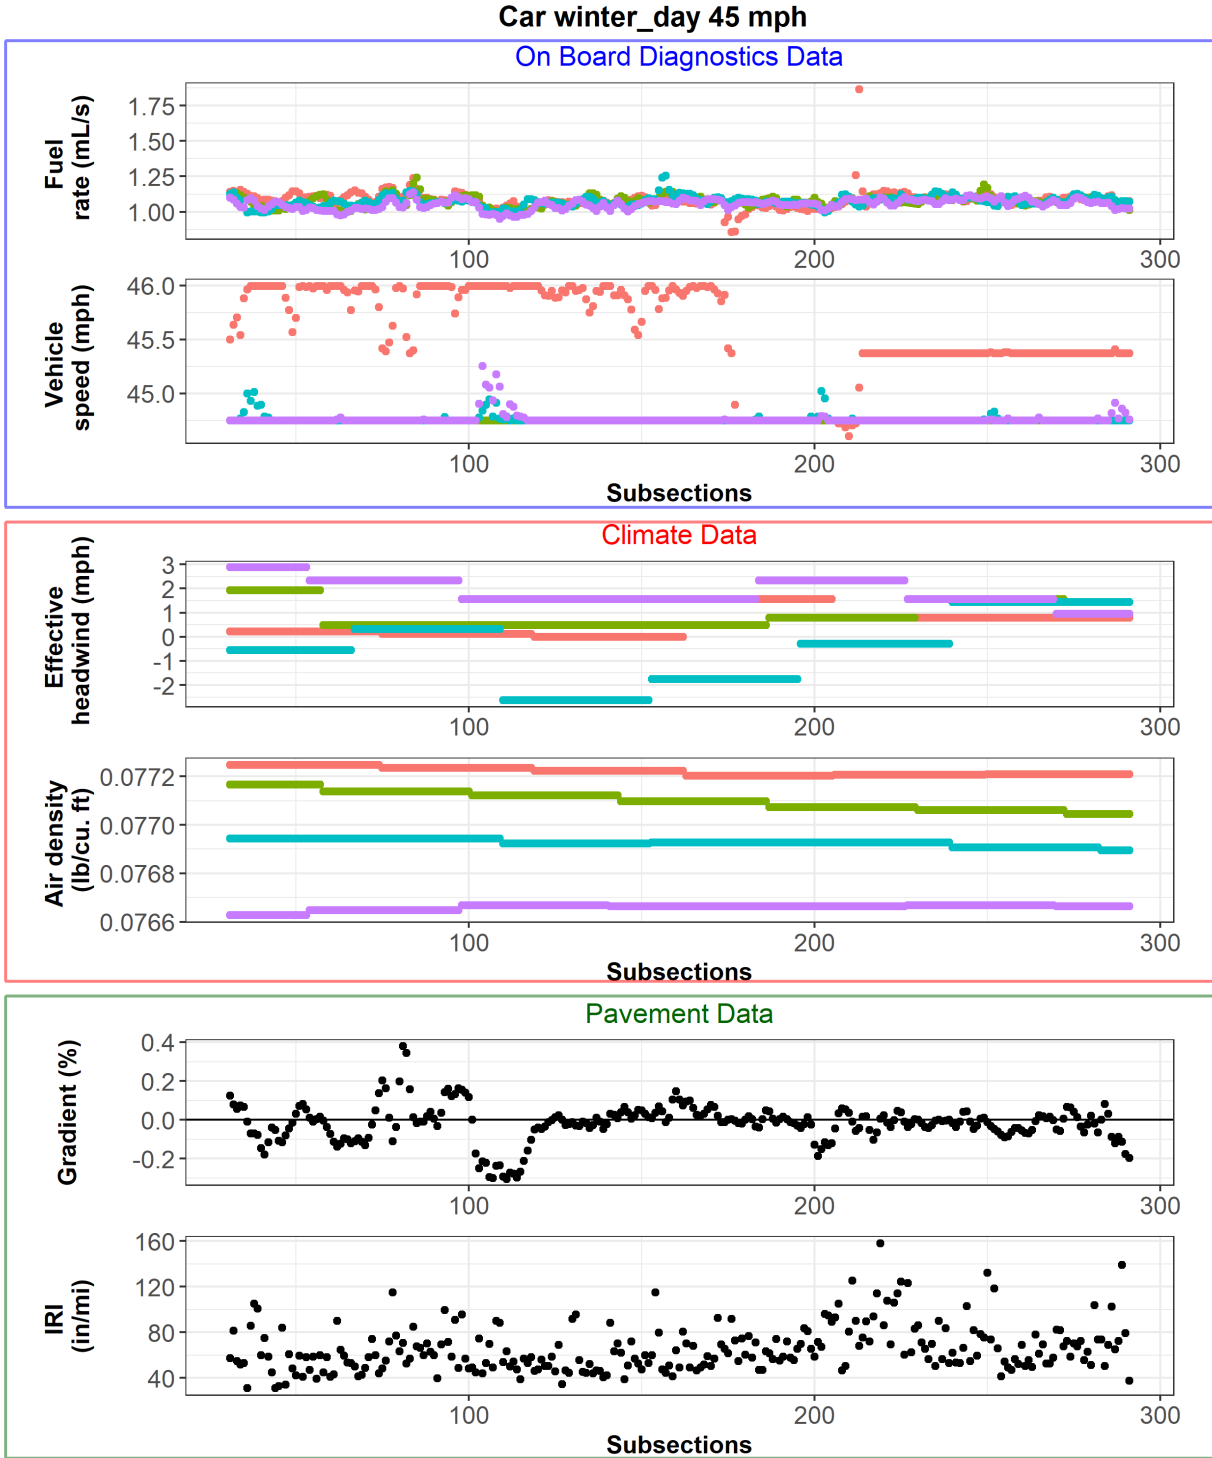 Car winter_day 45 mph
On Board Diagnostics Data
Fuel
rate (mL/s)
1.75
1.50
1.25
1.00
100
200
300
Vehicle
speed (mph)
46.0
45.5
45.0
100
200
300
Subsections
Climate Data
Effective
headwind (mph)
3
2
1
0
-1
-2
100
200
300
Air density
(lb/cu. ft)
0.0772
0.0770
0.0768
0.0766
100
200
300
Subsections
Pavement Data
Gradient (%)
0.4
0.2
0.0
-0.2
100
200
300
IRI
(in/mi)
160
120
80
40
100
200
300
Subsections